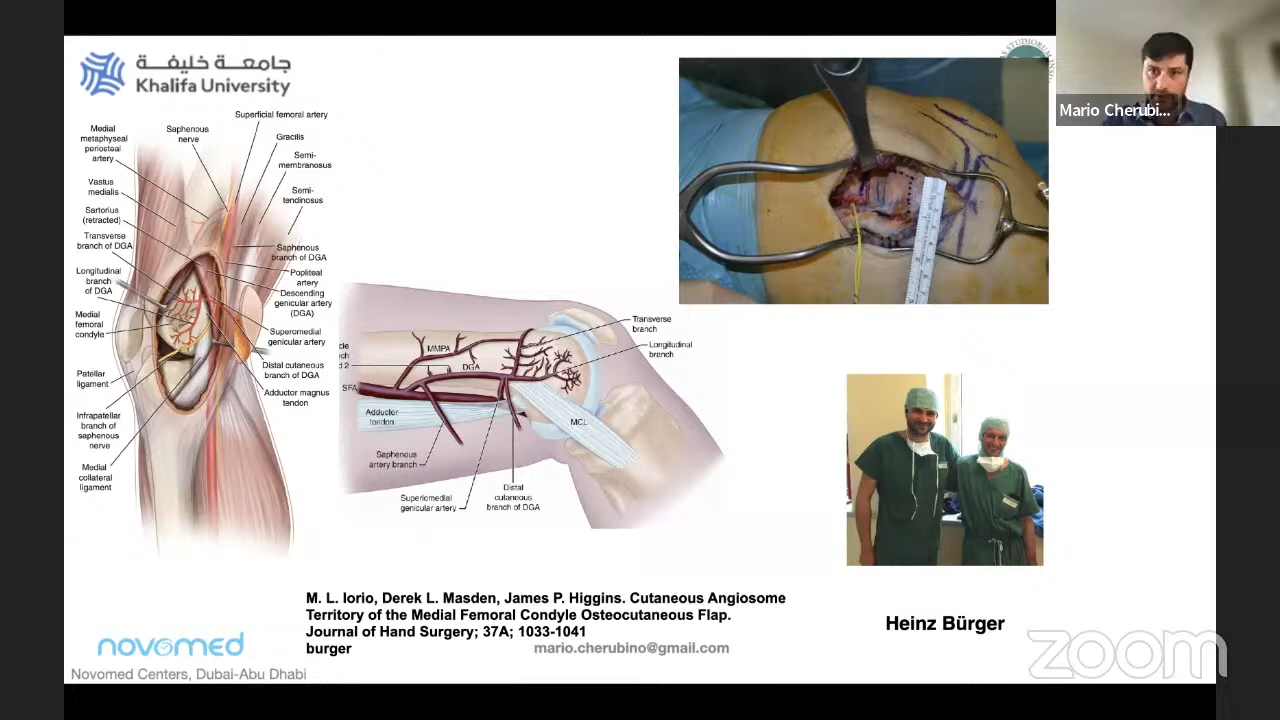 جامعة خليفة
Khalifa University
Superficial femoral artery
Medial
metaphyseal
periosteal
artery
Saphenous
nerve
Gracilis
Semi-
membranosus
Vastus
medialis
Semi-
tendinosus
Sartorius
(retracted)
Transverse
branch of DGA
Saphenous
branch of DGA
Longitudinal
branch
of DGA
Popliteal
artery
Descending
genicular artery
(DGA)
Medial
femoral
condyle
Superomedial
genicular artery
Patellar
ligament
Distal cutaneous
branch of DGA
Adductor magnus
tendon
Infrapatellar
branch of
saphenous
nerve
Medial
collateral
ligament
Transverse
branch
Longitudinal
branch
MMPA
DGA
SFA
Adductor
tendon
MCL
Saphenous
artery branch
Superiomedial
genicular artery
Distal
cutaneous
branch of DGA
STUDIORUM INSU
Mario Cherubi...
M. L. Iorio, Derek L. Masden, James P. Higgins. Cutaneous Angiosome
Territory of the Medial Femoral Condyle Osteocutaneous Flap.
Journal of Hand Surgery; 37A; 1033-1041
burger
mario.cherubino@gmail.com
Heinz Bürger
novomed
Novomed Centers, Dubai-Abu Dhabi
zoom